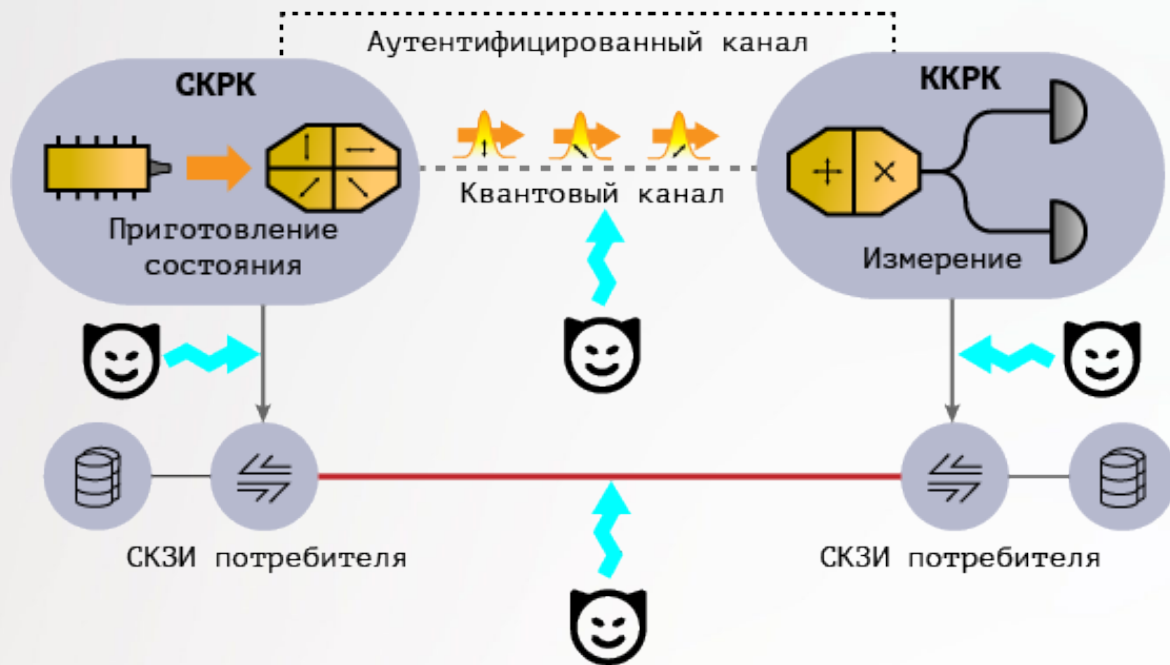 Аутентифицированный канал
СКРК
ККРК
Квантовый канал
Приготовление
состояния
Измерение
СКЗИ потребителя
СКЗИ потребителя